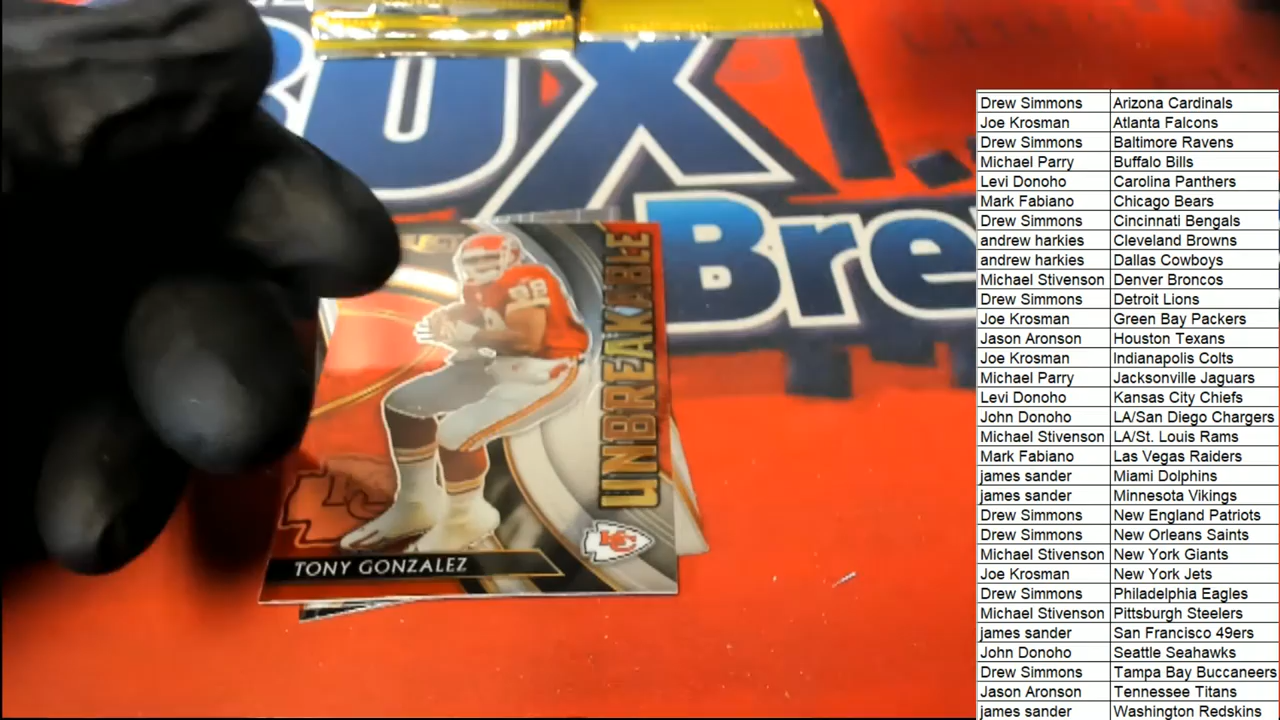 BUX!
Bre
UNBREAKABLE
88
KC
TONY GONZALEZ
Drew Simmons Arizona Cardinals
Joe Krosman Atlanta Falcons
Drew Simmons Baltimore Ravens
Michael Parry Buffalo Bills
Levi Donoho Carolina Panthers
Mark Fabiano Chicago Bears
Drew Simmons Cincinnati Bengals
andrew harkies Cleveland Browns
andrew harkies Dallas Cowboys
Michael Stivenson Denver Broncos
Drew Simmons Detroit Lions
Joe Krosman Green Bay Packers
Jason Aronson Houston Texans
Joe Krosman Indianapolis Colts
Michael Parry Jacksonville Jaguars
Levi Donoho Kansas City Chiefs
John Donoho LA/San Diego Chargers
Michael Stivenson LA/St. Louis Rams
Mark Fabiano Las Vegas Raiders
james sander Miami Dolphins
james sander Minnesota Vikings
Drew Simmons New England Patriots
Drew Simmons New Orleans Saints
Michael Stivenson New York Giants
Joe Krosman New York Jets
Drew Simmons Philadelphia Eagles
Michael Stivenson Pittsburgh Steelers
james sander San Francisco 49ers
John Donoho Seattle Seahawks
Drew Simmons Tampa Bay Buccaneers
Jason Aronson Tennessee Titans
james sander Washington Redskins